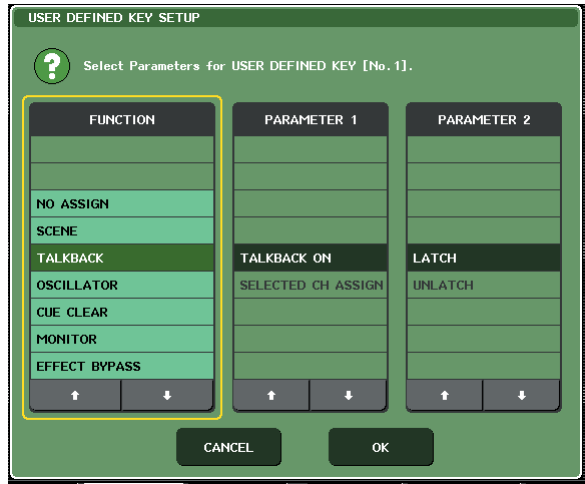 USER DEFINED KEY SETUP
?
Select Parameters for USER DEFINED KEY [No.1].
FUNCTION
NO ASSIGN
SCENE
TALKBACK
OSCILLATOR
CUE CLEAR
MONITOR
EFFECT BYPASS
PARAMETER 1
TALKBACK ON
SELECTED CH ASSIGN
PARAMETER 2
LATCH
UNLATCH
CANCEL
OK